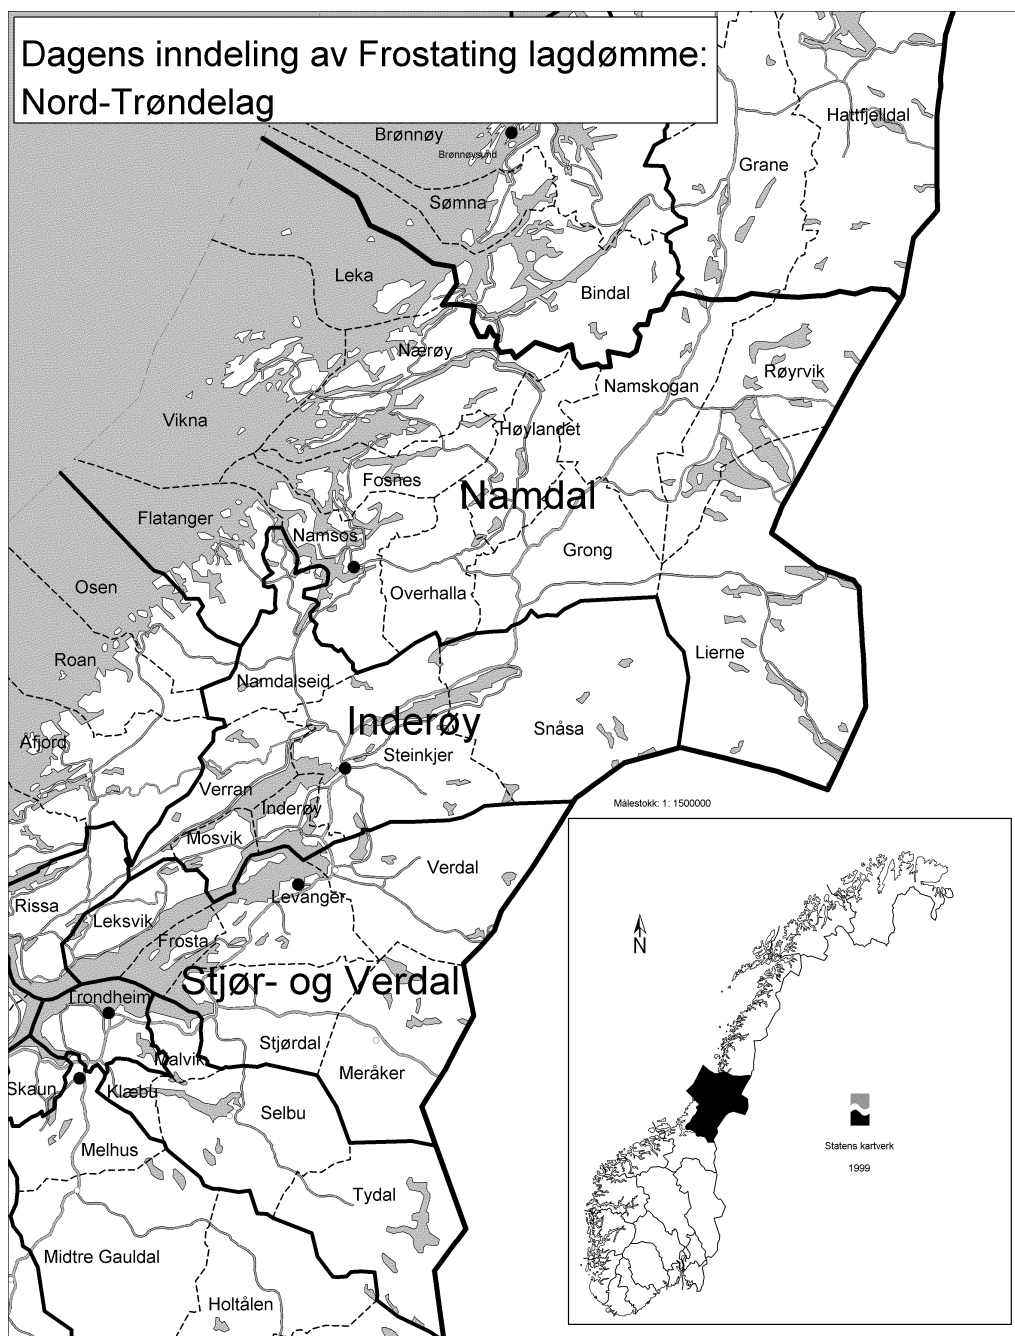 Dagens inndeling av Frostating lagdømme:
Nord-Trøndelag
Hattfjelldal
Brønnøy
Brønnøysund
Grane
Sømna
Leka
Bindal
Nærøy
Røyrvik
Namskogan
Vikna
Høylandet
Fosnes
Namdal
Flatanger
Namsos
Grong
Osen
Overhalla
Roan
Lierne
Namdalseid
Inderøy
Snåsa
Åfjord
Steinkjer
Verran
Inderøy
Målestokk: 1: 1500000
Mosvik
Verdal
Levanger
Rissa
Leksvik
Frosta
N
Stjør- og Verdal
Trondheim
Stjørdal
Malvik
Meråker
Skaun
Klæbu
Selbu
Melhus
Statens kartverk
1999
Tydal
Midtre Gauldal
Holtålen